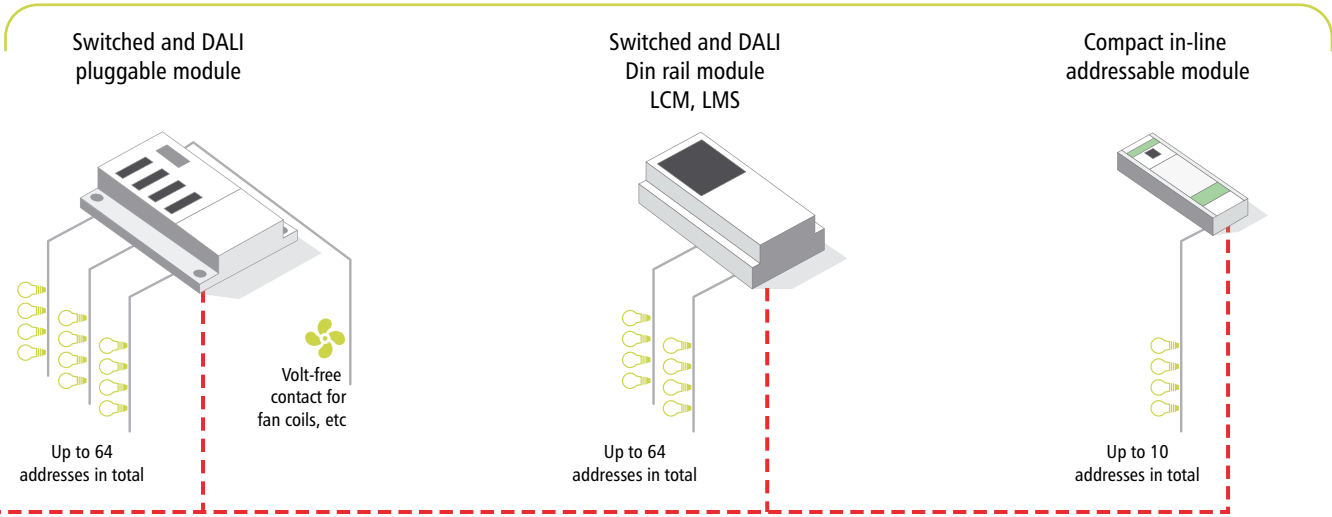 Switched and DALI
pluggable module
Switched and DALI
Din rail module
LCM, LMS
Compact in-line
addressable module
Volt-free
contact for
fan coils, etc
Up to 64
addresses in total
Up to 64
addresses in total
Up to 10
addresses in total